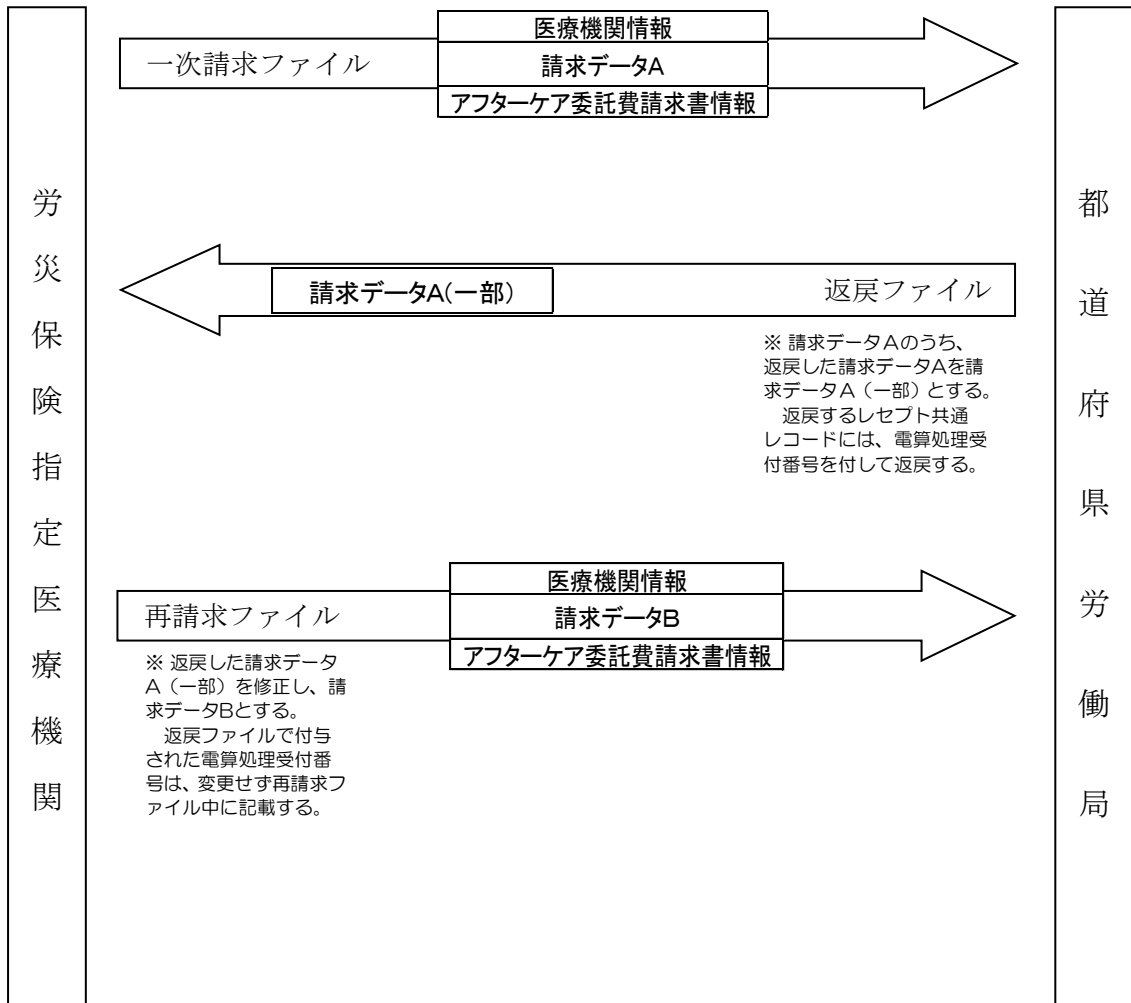 労災保険指定医療機関
医療機関情報
一次請求ファイル
請求データA
アフターケア委託費請求書情報
請求データA(一部)
返戻ファイル
※ 請求データAのうち、
返戻した請求データAを請
求データA（一部）とする。
返戻するレセプト共通
レコードには、電算処理受
付番号を付して返戻する。
医療機関情報
再請求ファイル
請求データB
アフターケア委託費請求書情報
※ 返戻した請求データ
A（一部）を修正し、請
求データBとする。
返戻ファイルで付与
された電算処理受付番
号は、変更せず再請求フ
ァイル中に記載する。
都道府県労働局